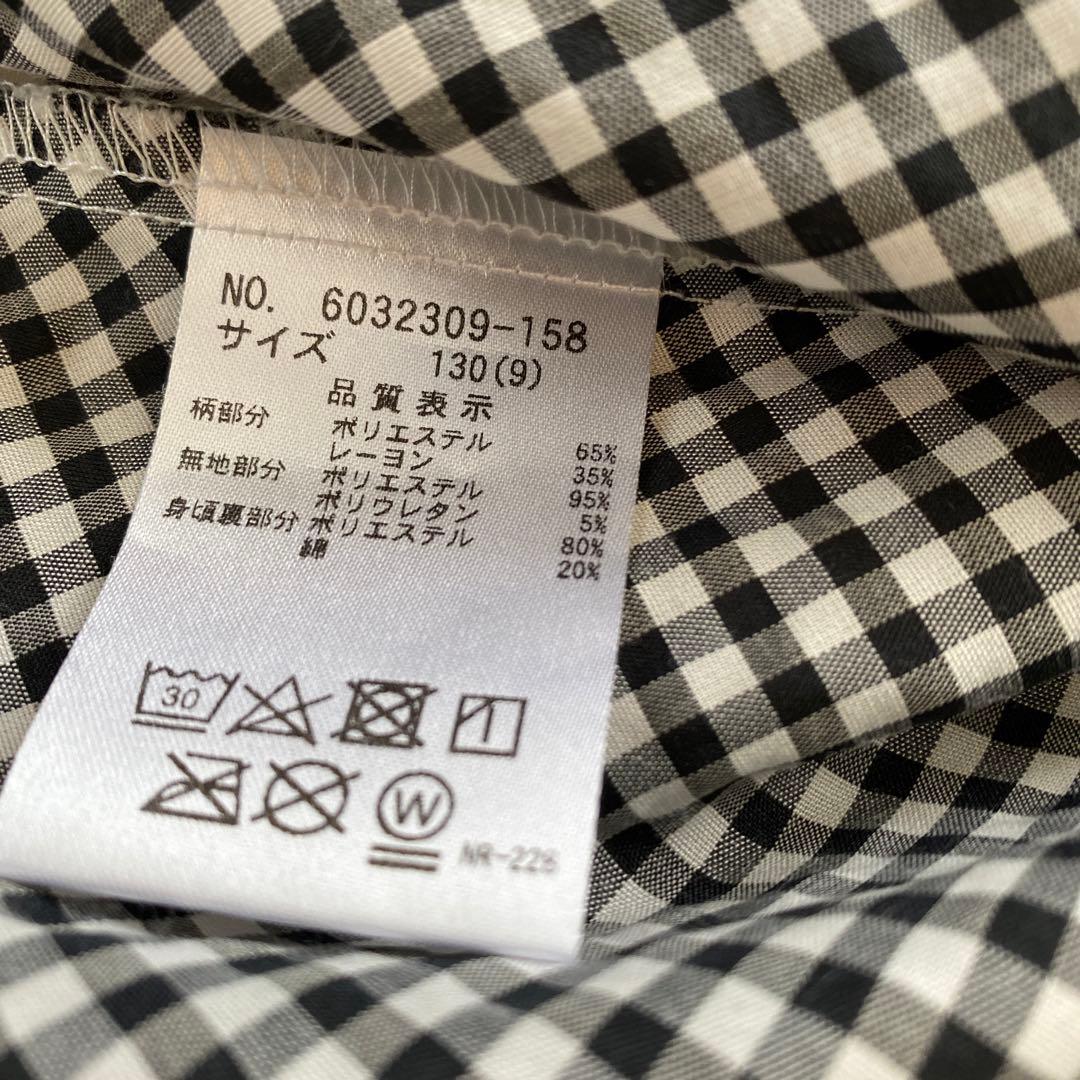 NO. 6032309-158
サイズ 130(9)
品質表示
柄部分 ポリエステル 65%
レーヨン 35%
無地部分 ポリエステル 95%
ポリウレタン 5%
身頃裏部分 ポリエステル 80%
綿 20%
30
W
NR-226